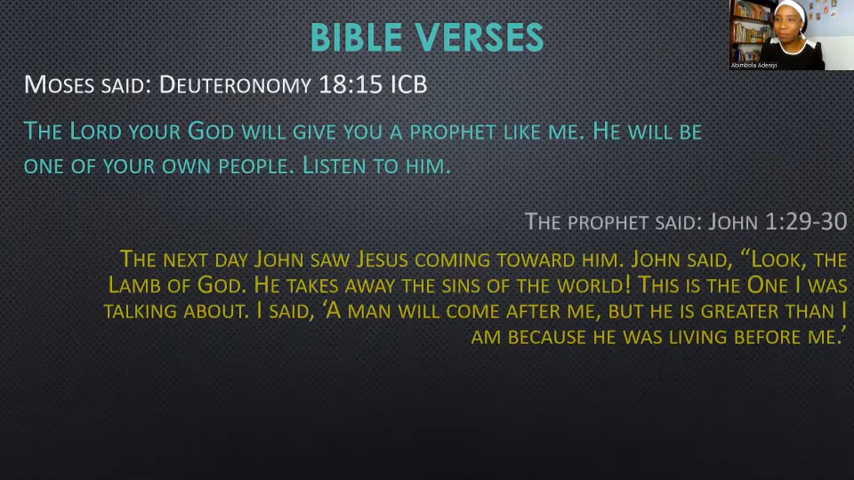 BIBLE VERSES
Abimbola Adeniyi
MOSES SAID: DEUTERONOMY 18:15 ICB
THE LORD YOUR GOD WILL GIVE YOU A PROPHET LIKE ME. HE WILL BE
ONE OF YOUR OWN PEOPLE. LISTEN TO HIM.
THE PROPHET SAID: JOHN 1:29-30
THE NEXT DAY JOHN SAW JESUS COMING TOWARD HIM. JOHN SAID, “LOOK, THE
LAMB OF GOD. HE TAKES AWAY THE SINS OF THE WORLD! THIS IS THE ONE I WAS
TALKING ABOUT. I SAID, ‘A MAN WILL COME AFTER ME, BUT HE IS GREATER THAN I
AM BECAUSE HE WAS LIVING BEFORE ME.’